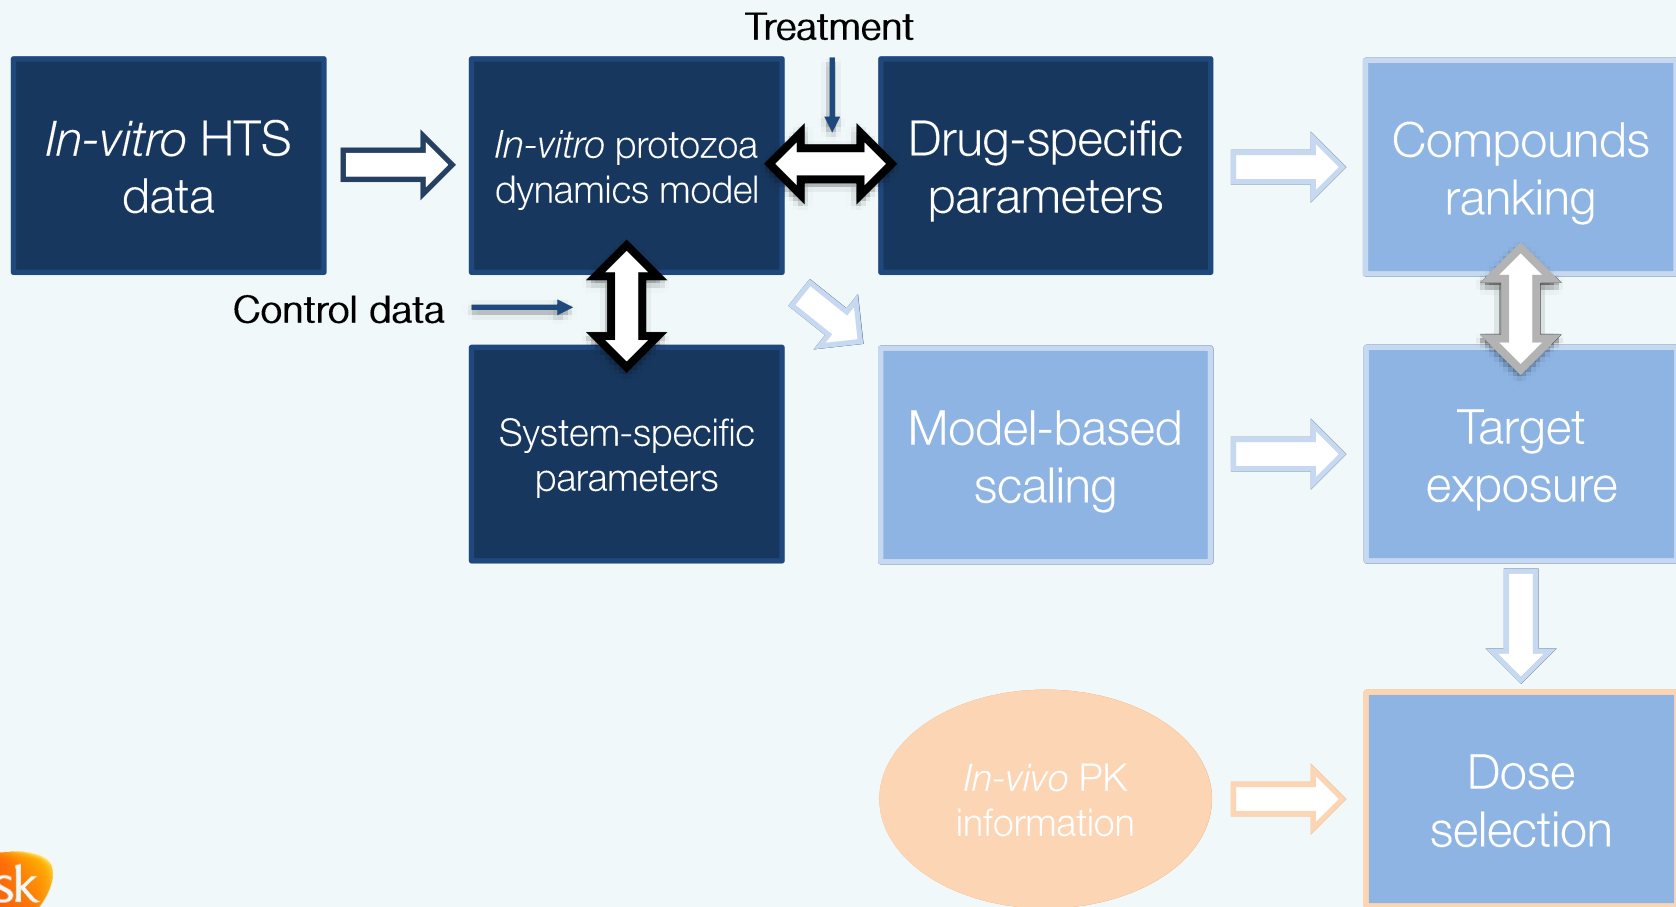 Treatment
In-vitro HTS
data
In-vitro protozoa
dynamics model
Drug-specific
parameters
Compounds
ranking
Control data
System-specific
parameters
Model-based
scaling
Target
exposure
In-vivo PK
information
Dose
selection
sk